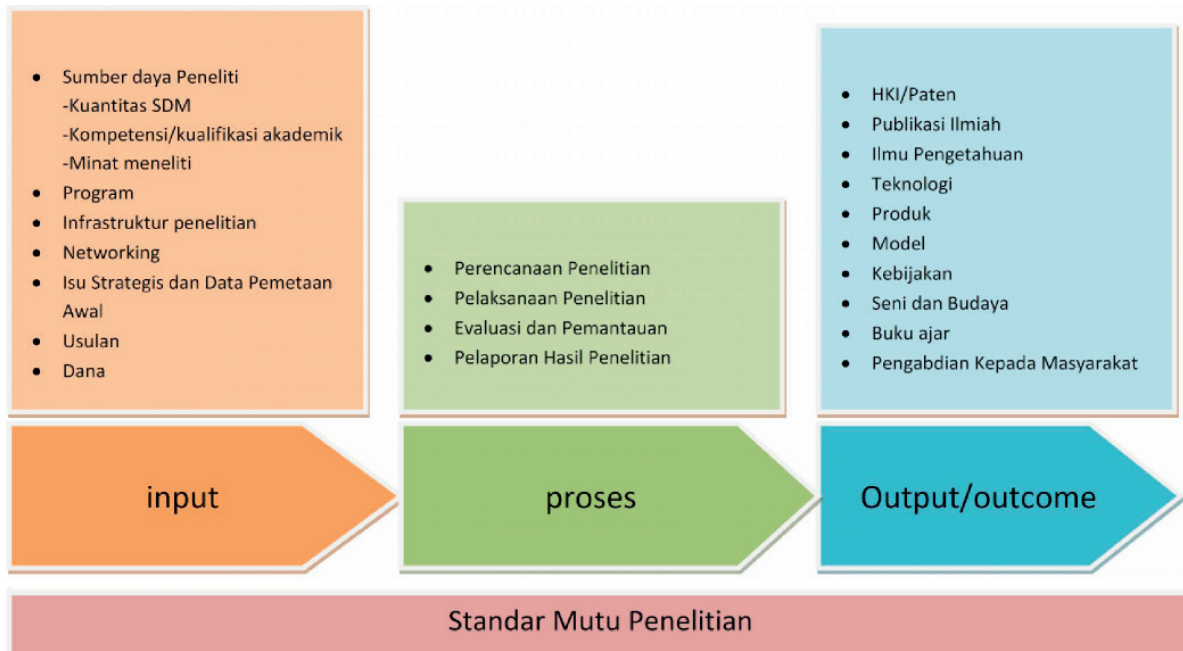 • Sumber daya Peneliti
-Kuantitas SDM
-Kompetensi/kualifikasi akademik
-Minat meneliti
• Program
• Infrastruktur penelitian
• Networking
• Isu Strategis dan Data Pemetaan
Awal
• Usulan
• Dana
• Perencanaan Penelitian
• Pelaksanaan Penelitian
• Evaluasi dan Pemantauan
• Pelaporan Hasil Penelitian
• HKI/Paten
• Publikasi Ilmiah
• Ilmu Pengetahuan
• Teknologi
• Produk
• Model
• Kebijakan
• Seni dan Budaya
• Buku ajar
• Pengabdian Kepada Masyarakat
input
proses
Output/outcome
Standar Mutu Penelitian